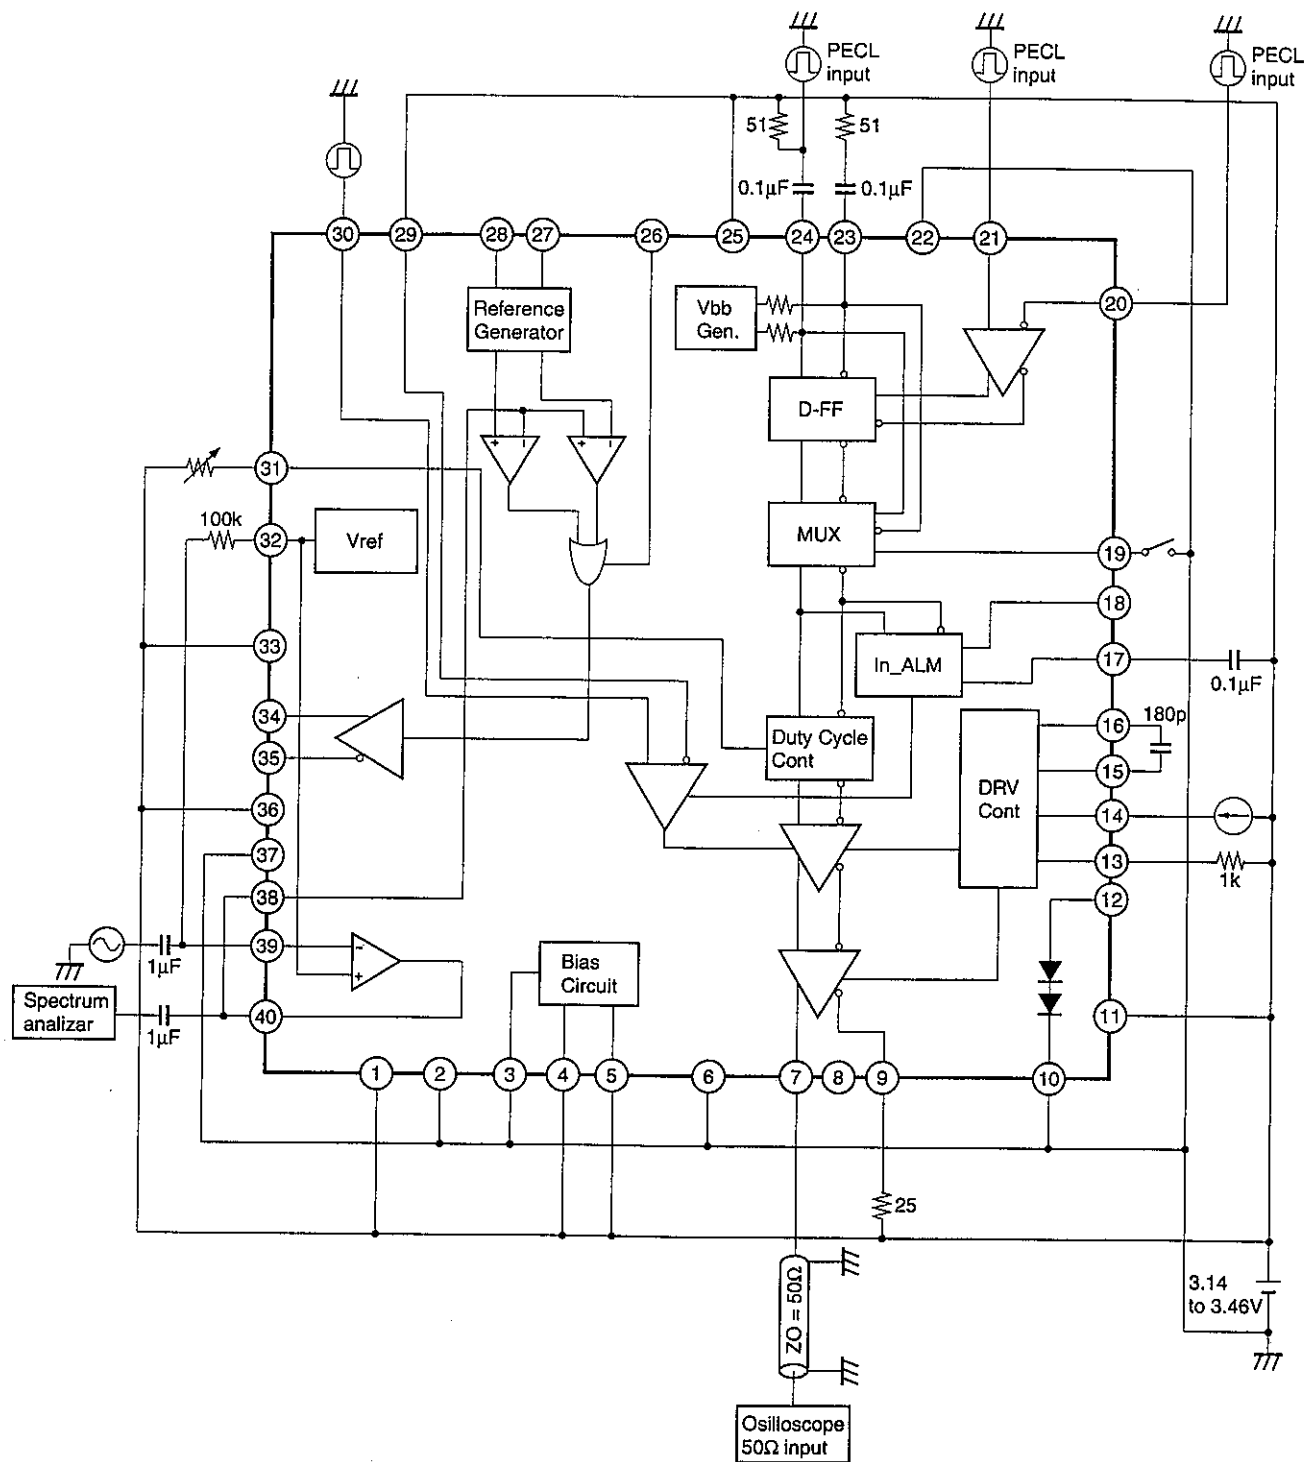 PECL
input
PECL
input
PECL
input
51
51
0.1μF
0.1μF
30
29
28
27
26
25
24
23
22
21
20
Reference
Generator
Vbb
Gen.
D-FF
+
−
+
−
31
100k
32
Vref
MUX
19
18
33
In_ALM
17
0.1μF
34
35
Duty Cycle
Cont
16
180p
15
DRV
Cont
36
14
37
13
1k
38
12
39
1μF
−
+
Bias
Circuit
Spectrum
analizar
1μF
40
11
1
2
3
4
5
6
7
8
9
10
25
ZO = 50Ω
3.14
to 3.46V
Osilloscope
50Ω input